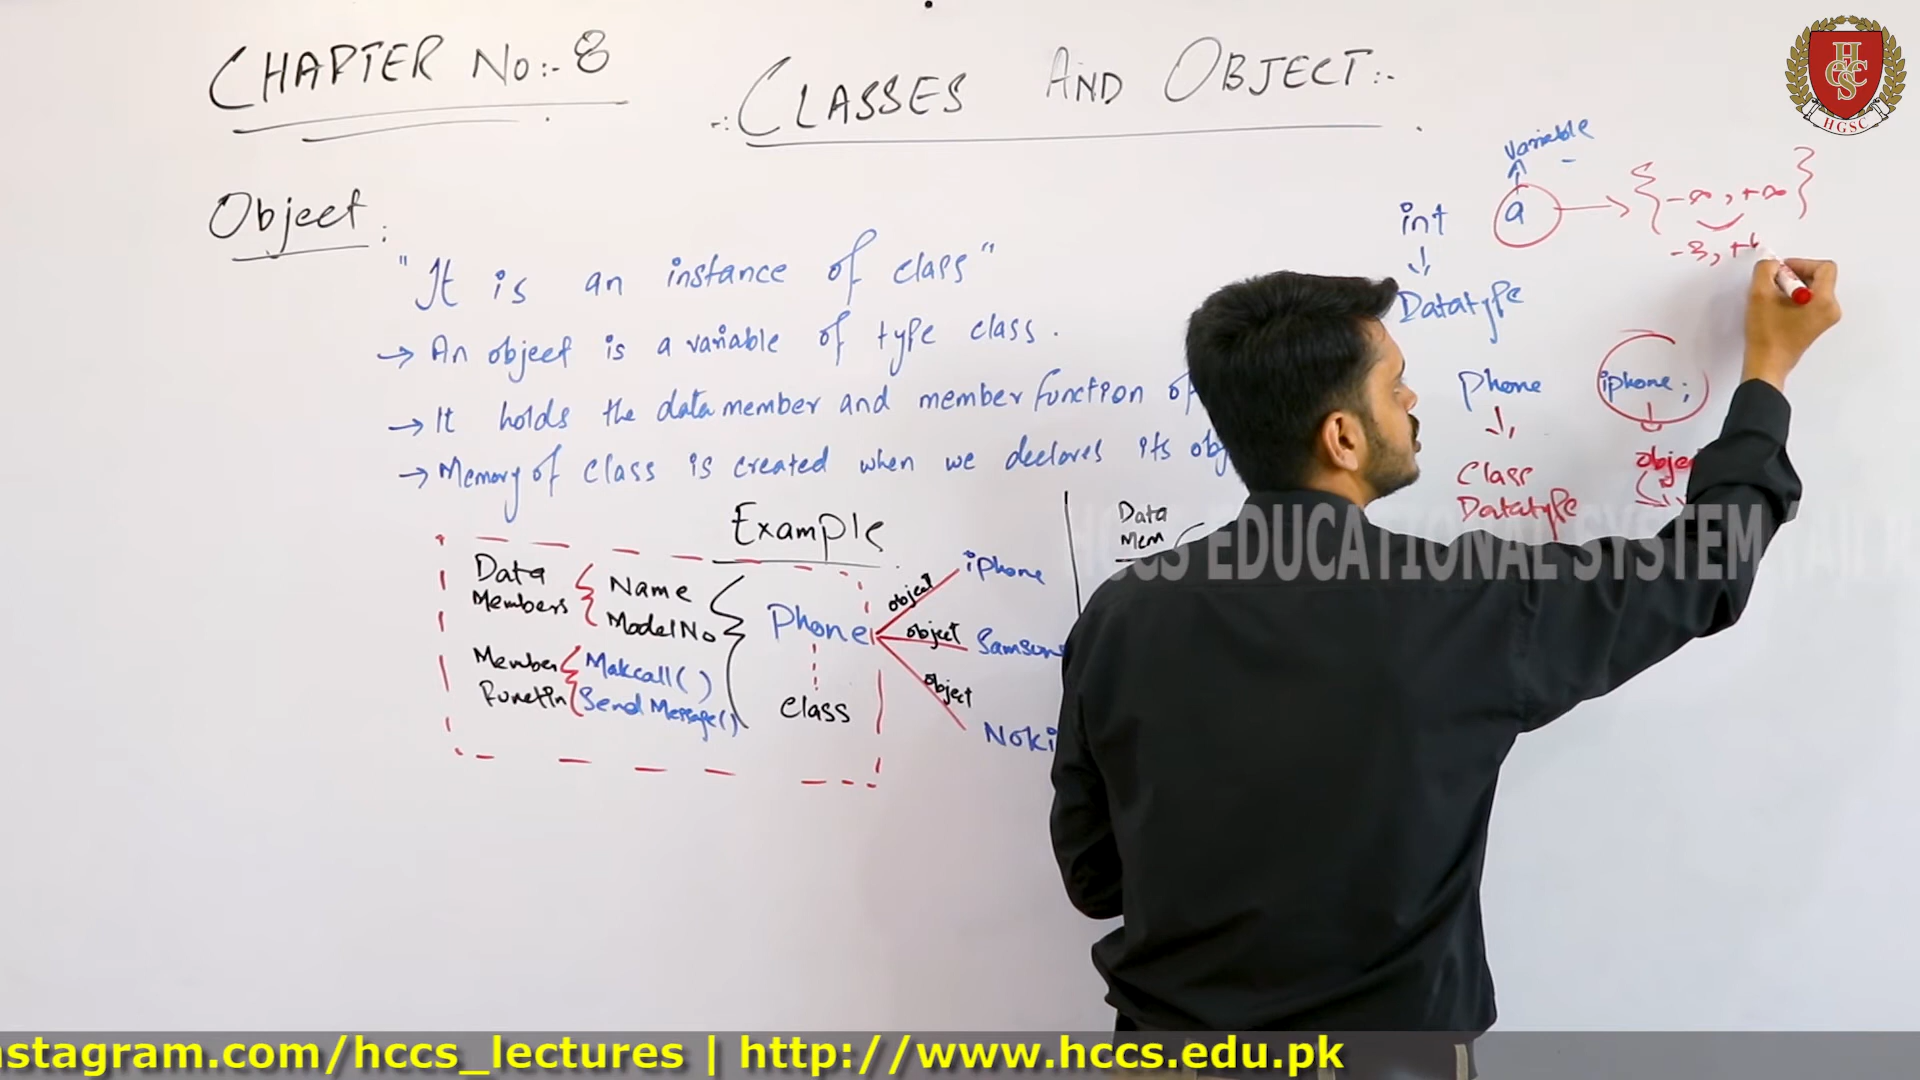 CHAPTER No:- 8
-:CLASSES AND OBJECT:-
HGSC
Object:
"It is an instance of class"
→ An object is a variable of type class.
→ It holds the data member and member function of
→ Memory of class is created when we declares its obj
variable
int a → {-∞, +∞}
-3, +
Datatype
Phone iphone;
Class
Datatype
obje
Example
Data
Mem
Data
Members
Name
ModelNo
Member
Functin
Makcall()
Send Message()
Phone
class
object iphone
object Samsun
object Noki
HCCS EDUCATIONAL SYSTEM
nstagram.com/hccs_lectures | http://www.hccs.edu.pk